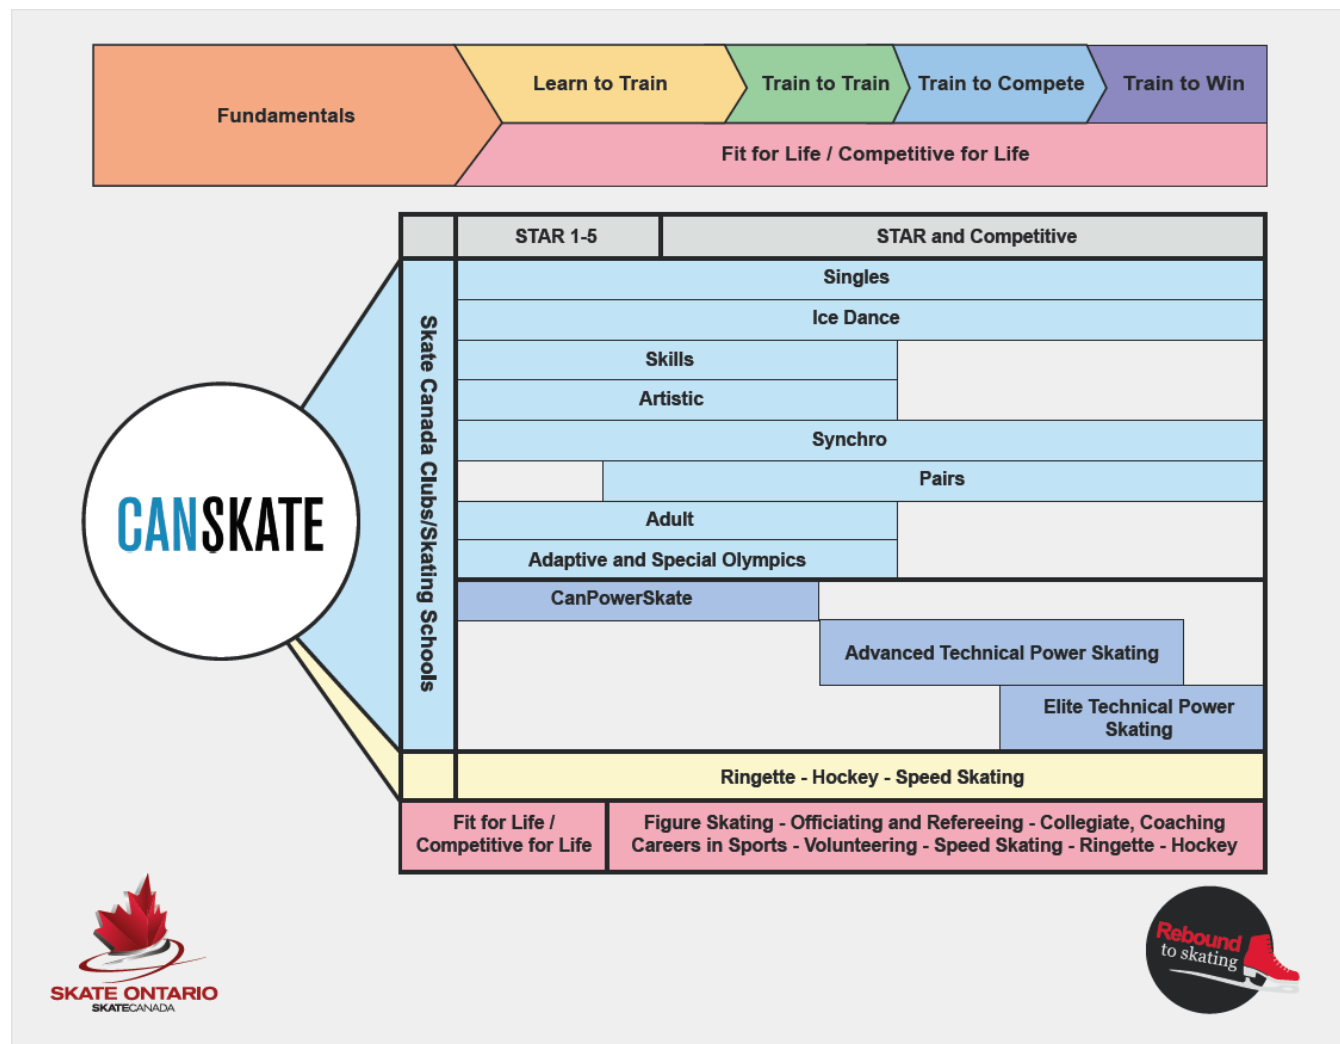 Fundamentals
Learn to Train
Train to Train
Train to Compete
Train to Win
Fit for Life / Competitive for Life
STAR 1-5
STAR and Competitive
Skate Canada Clubs/Skating Schools
Singles
Ice Dance
Skills
Artistic
Synchro
Pairs
Adult
Adaptive and Special Olympics
CANSKATE
CanPowerSkate
Advanced Technical Power Skating
Elite Technical Power
Skating
Ringette - Hockey - Speed Skating
Fit for Life /
Competitive for Life
Figure Skating - Officiating and Refereeing - Collegiate, Coaching
Careers in Sports - Volunteering - Speed Skating - Ringette - Hockey
SKATE ONTARIO
SKATECANADA
Rebound
to skating